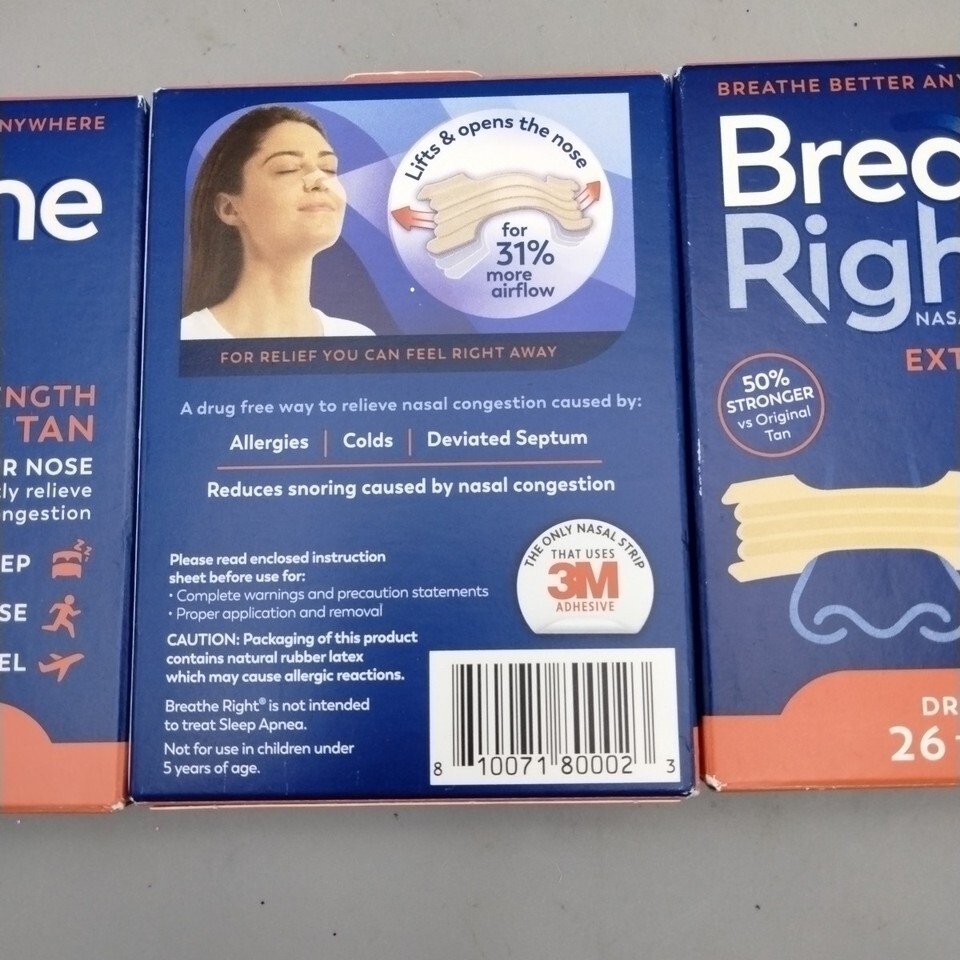 NYWHERE
ne
NGTH
TAN
R NOSE
ly relieve
ngestion
EP
zzz
SE
EL
Lifts & opens the nose
for
31%
more
airflow
FOR RELIEF YOU CAN FEEL RIGHT AWAY
A drug free way to relieve nasal congestion caused by:
Allergies | Colds | Deviated Septum
Reduces snoring caused by nasal congestion
Please read enclosed instruction
sheet before use for:
• Complete warnings and precaution statements
• Proper application and removal
CAUTION: Packaging of this product
contains natural rubber latex
which may cause allergic reactions.
Breathe Right® is not intended
to treat Sleep Apnea.
Not for use in children under
5 years of age.
THE ONLY NASAL STRIP
THAT USES
3M
ADHESIVE
8 10071 80002 3
BREATHE BETTER ANY
Brea
Righ
NASA
EXT
50%
STRONGER
vs Original
Tan
DR
26